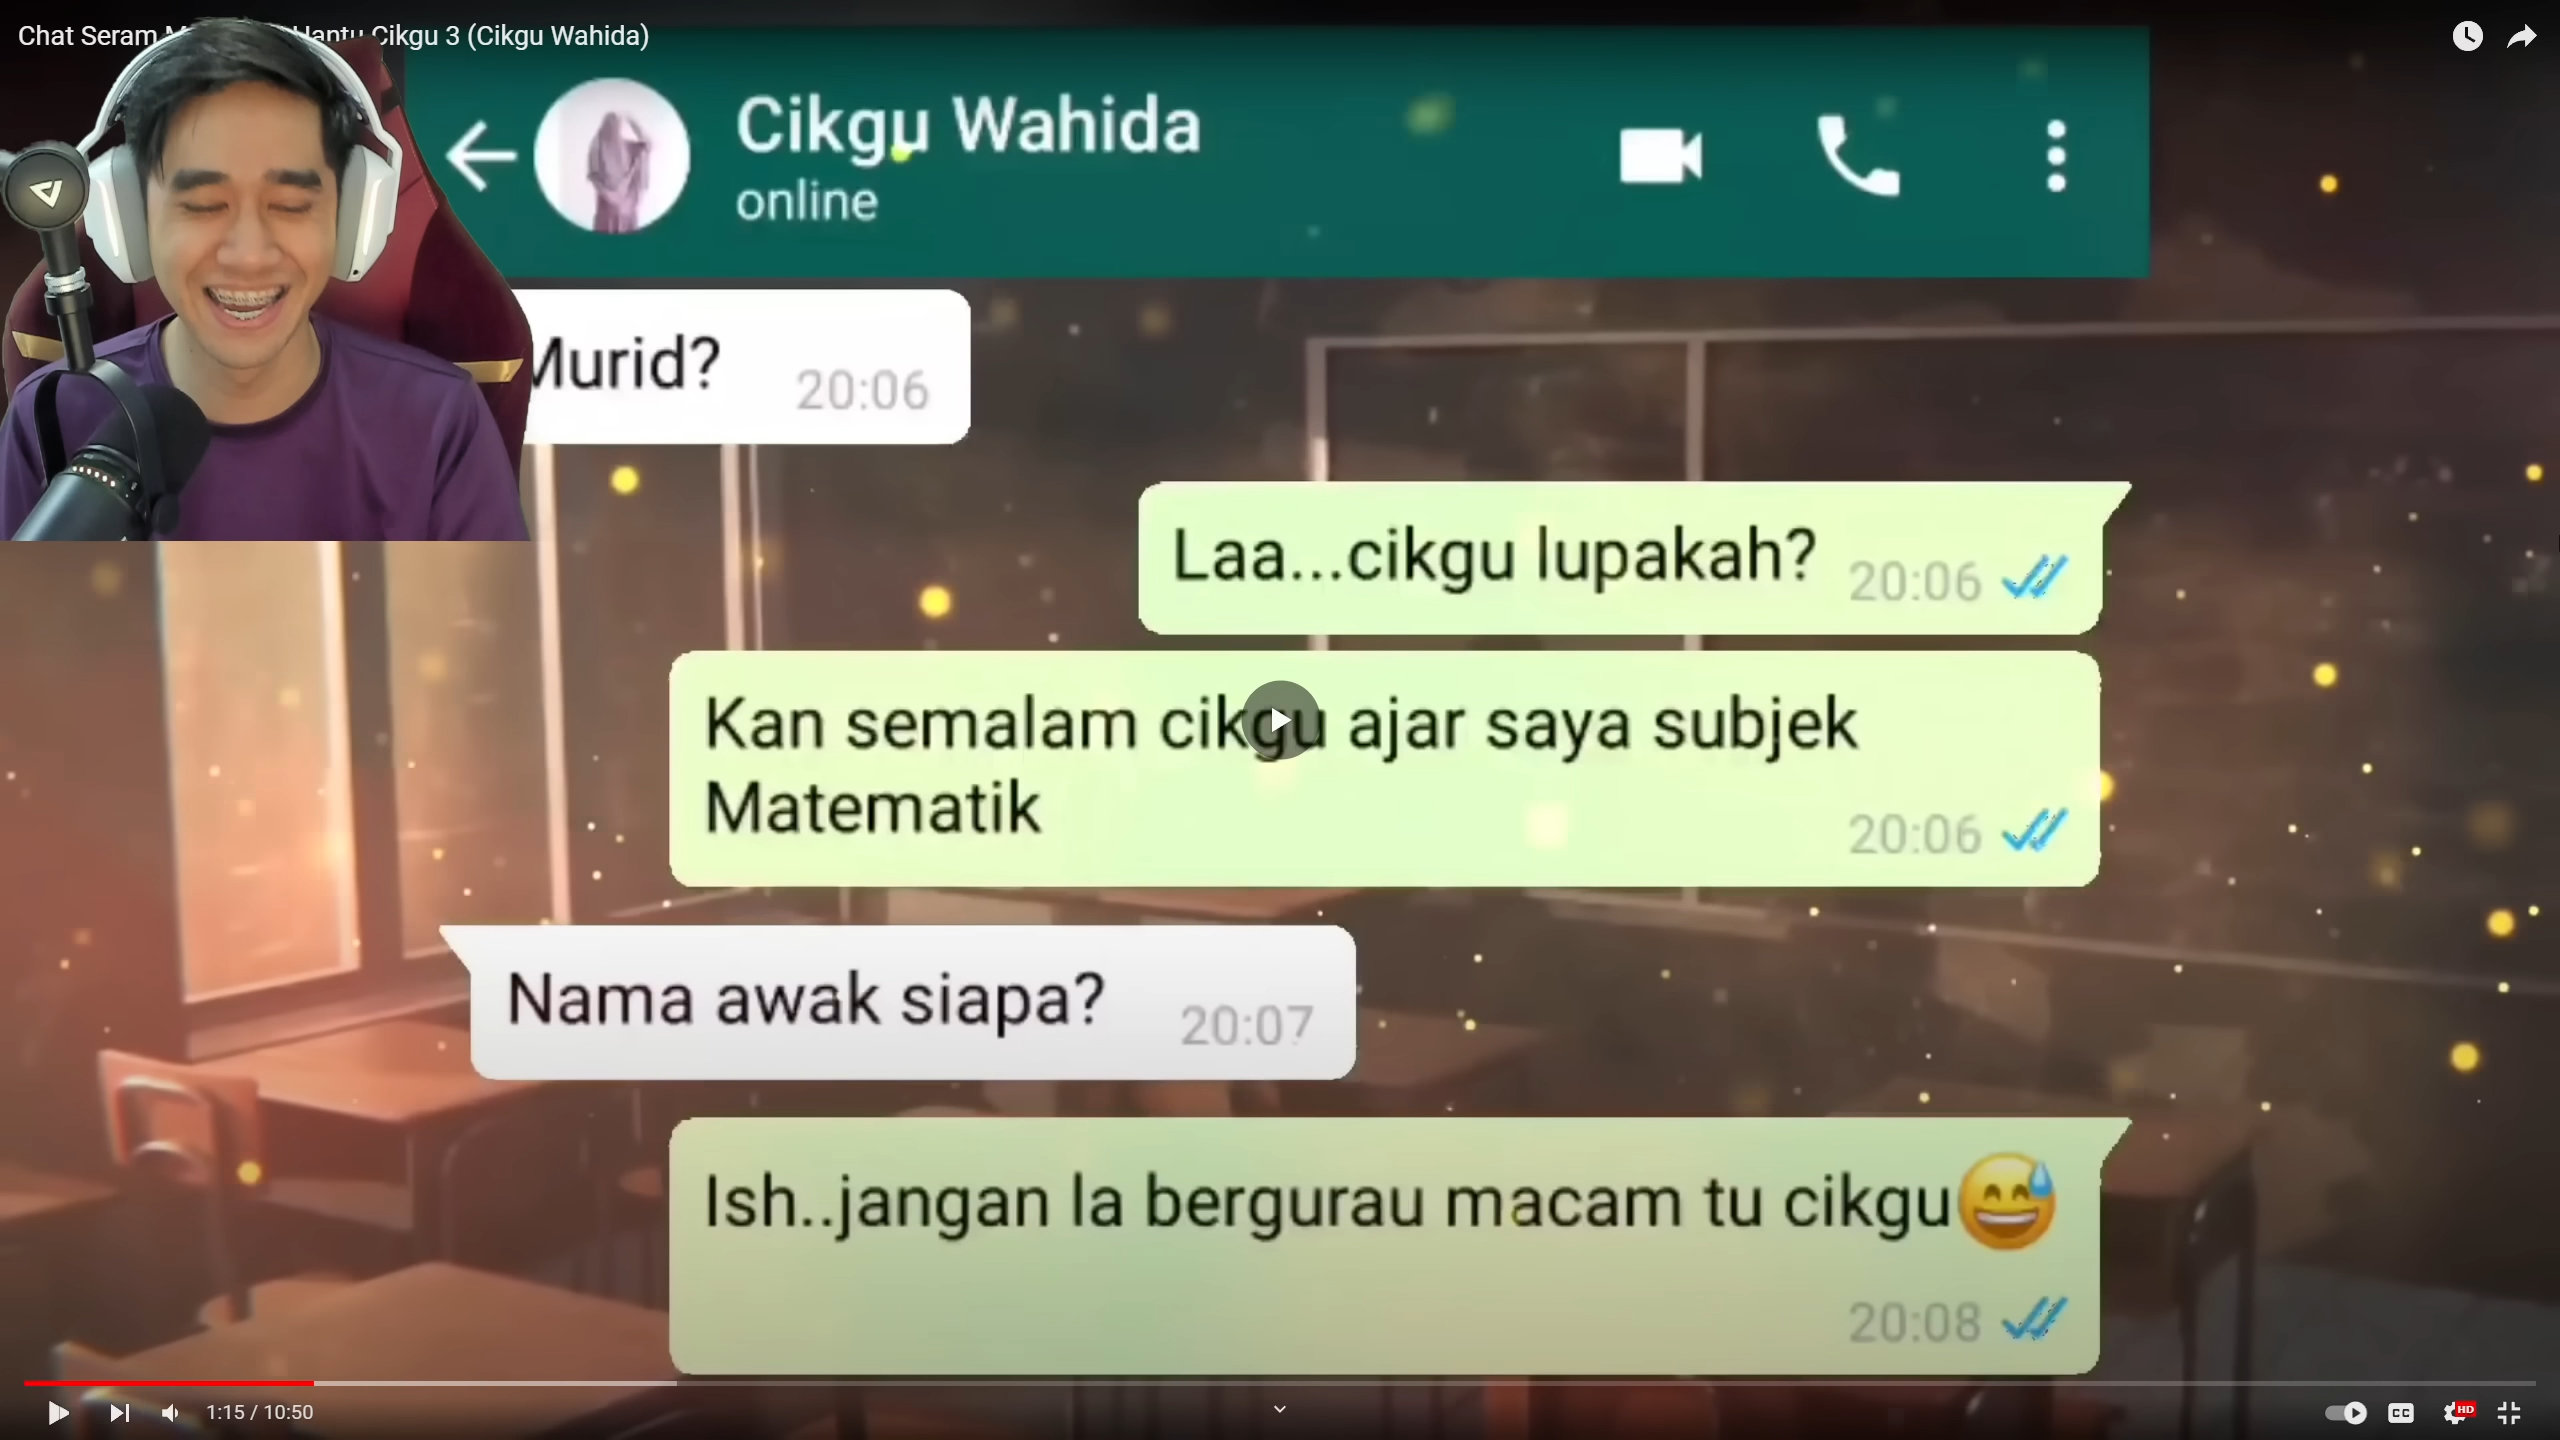 Chat Seram M Hantu Cikgu 3 (Cikgu Wahida)
Cikgu Wahida
online
Murid?
20:06
Laa...cikgu lupakah?
20:06
Kan semalam cikgu ajar saya subjek
Matematik
20:06
Nama awak siapa?
20:07
Ish..jangan la bergurau macam tu cikgu😅
20:08
1:15 / 10:50
CC
HD